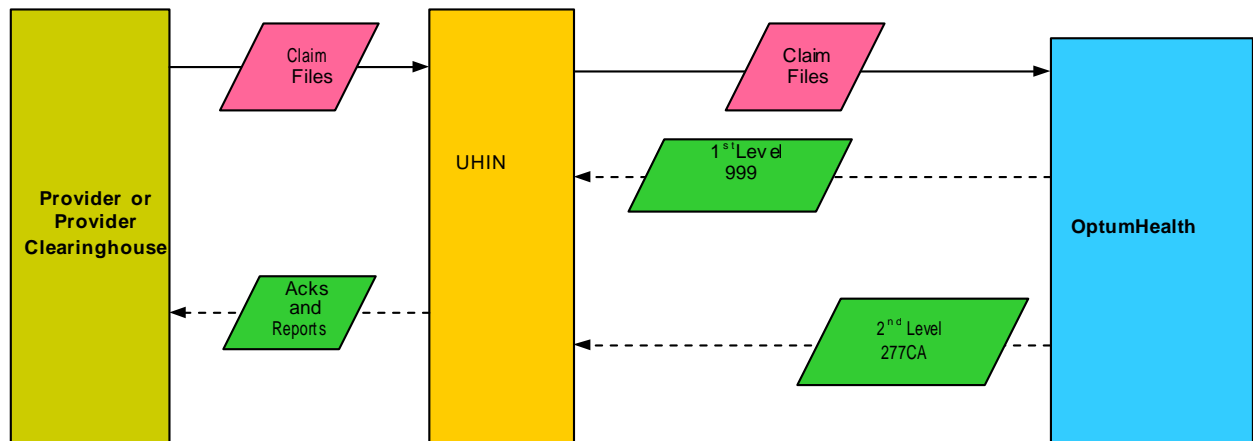 Claim
Files
Claim
Files
1st Level
999
UHIN
Provider or
Provider
Clearinghouse
OptumHealth
Acks
and
Reports
2nd Level
277CA